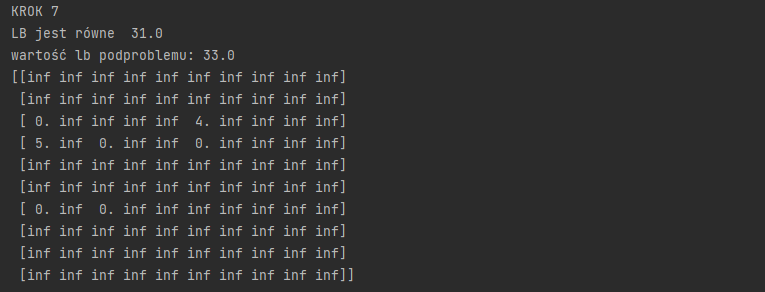 KROK 7
LB jest równe  31.0
wartość lb podproblemu: 33.0
[[inf inf inf inf inf inf inf inf inf inf]
 [inf inf inf inf inf inf inf inf inf inf]
 [ 0. inf inf inf inf  4. inf inf inf inf]
 [ 5. inf  0. inf inf  0. inf inf inf inf]
 [inf inf inf inf inf inf inf inf inf inf]
 [inf inf inf inf inf inf inf inf inf inf]
 [ 0. inf  0. inf inf inf inf inf inf inf]
 [inf inf inf inf inf inf inf inf inf inf]
 [inf inf inf inf inf inf inf inf inf inf]
 [inf inf inf inf inf inf inf inf inf inf]]